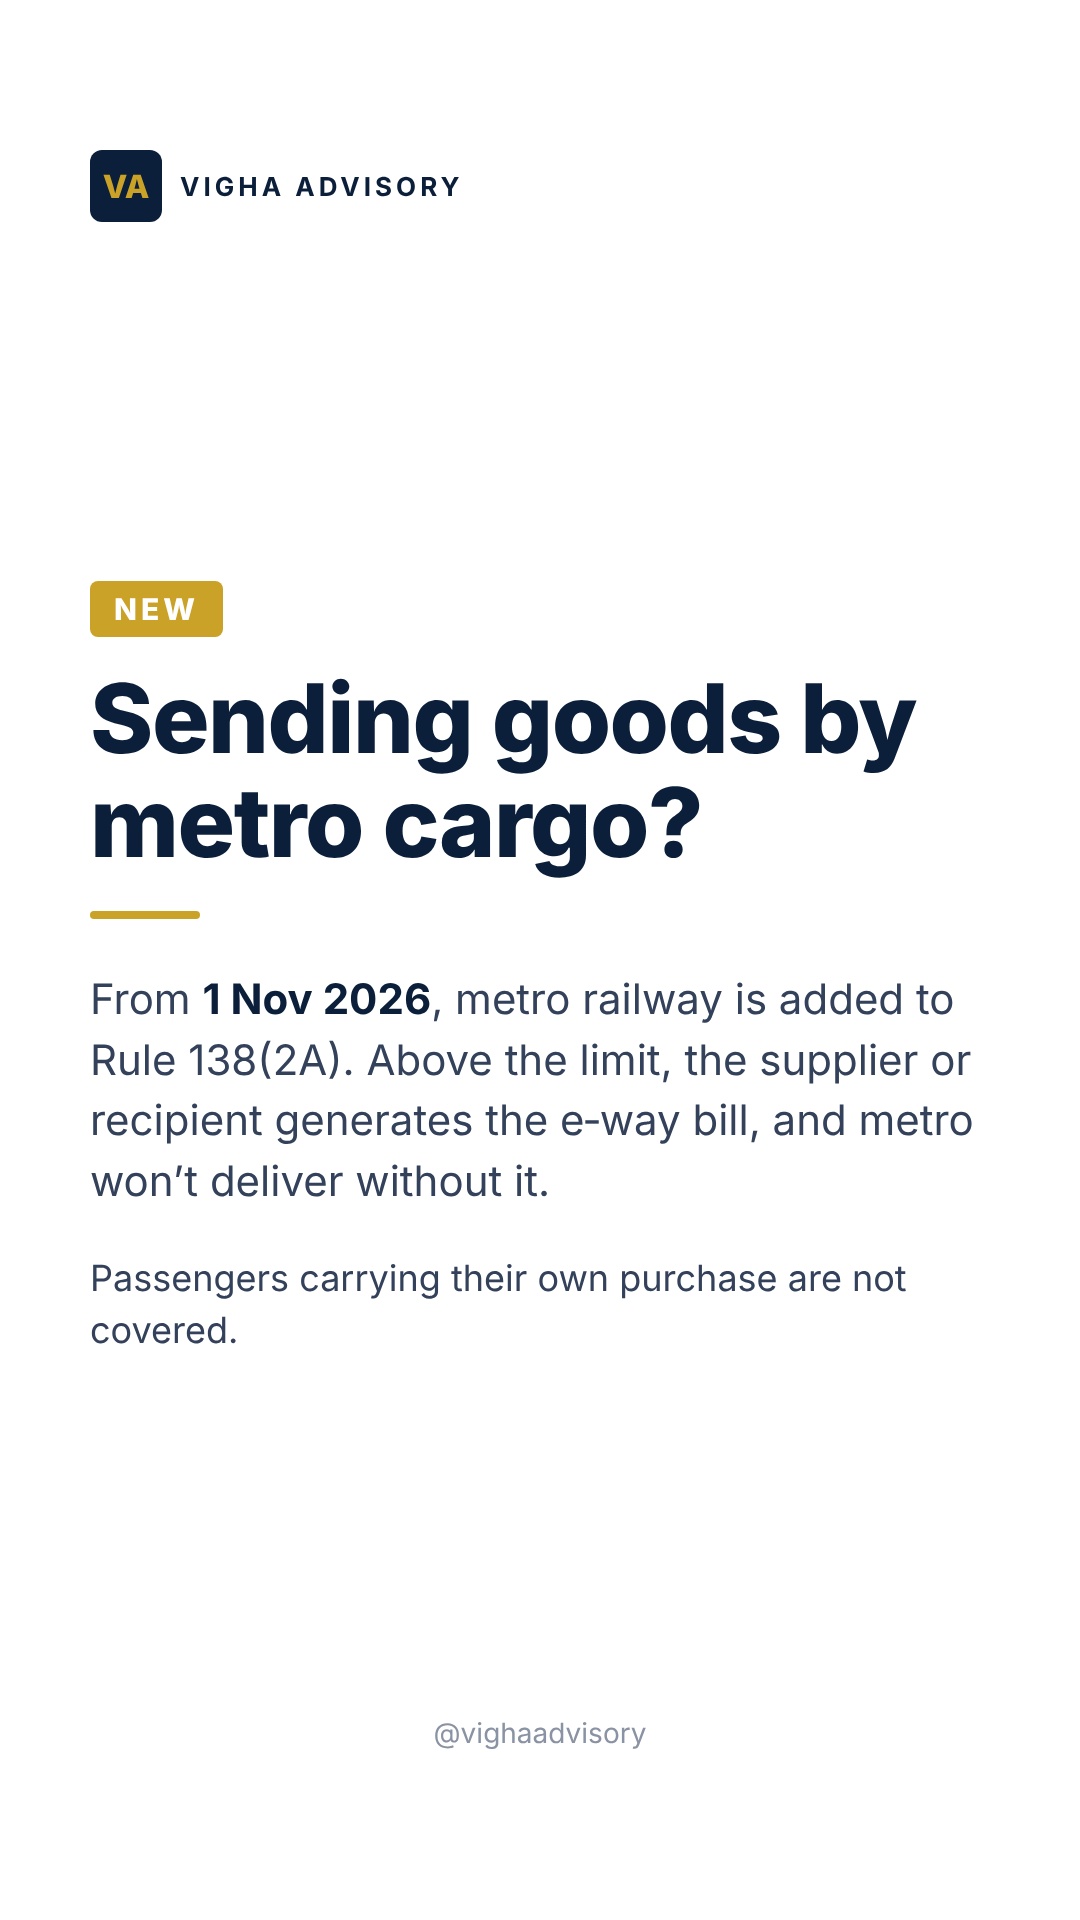 VA VIGHA ADVISORY
NEW
Sending goods by
metro cargo?
From 1 Nov 2026, metro railway is added to
Rule 138(2A). Above the limit, the supplier or
recipient generates the e-way bill, and metro
won’t deliver without it.
Passengers carrying their own purchase are not
covered.
@vighaadvisory